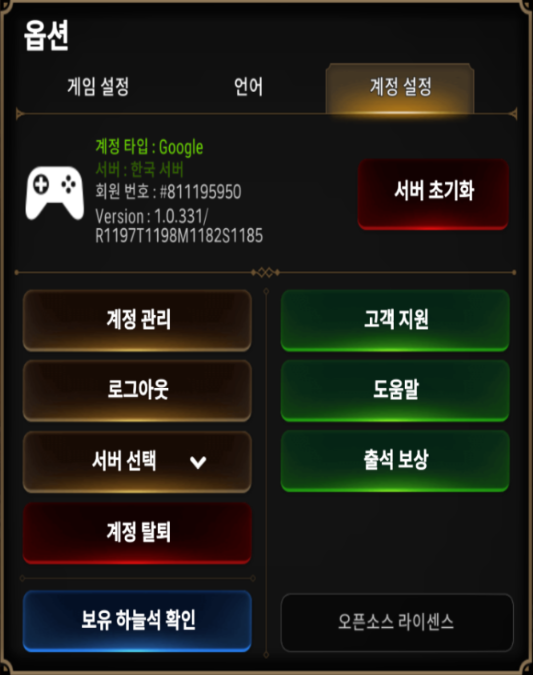 옵션
게임 설정
언어
계정 설정
계정 타입 : Google
서버 : 한국 서버
회원 번호 : #811195950
Version : 1.0.331/
R1197T1198M1182S1185
서버 초기화
계정 관리
고객 지원
로그아웃
도움말
서버 선택
출석 보상
계정 탈퇴
보유 하늘석 확인
오픈소스 라이센스